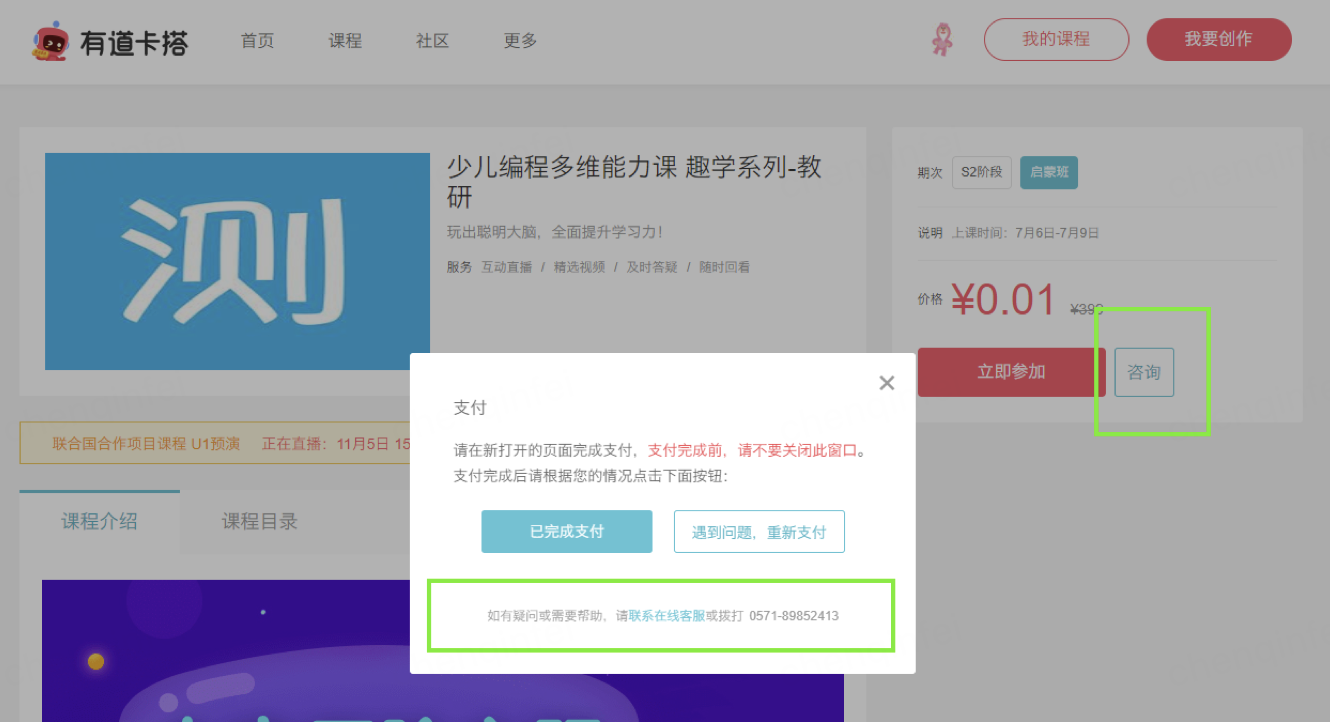 有道卡搭
首页 课程 社区 更多
我的课程 我要创作
测
少儿编程多维能力课 趣学系列-教
研
玩出聪明大脑，全面提升学习力！
服务 互动直播 / 精选视频 / 及时答疑 / 随时回看
期次 S2阶段 启蒙班
说明 上课时间：7月6日-7月9日
价格 ¥0.01 ¥399
立即参加 咨询
联合国合作项目课程 U1预演 正在直播：11月5日 15
课程介绍 课程目录
支付
请在新打开的页面完成支付，支付完成前，请不要关闭此窗口。
支付完成后请根据您的情况点击下面按钮：
已完成支付 遇到问题，重新支付
如有疑问或需要帮助，请联系在线客服或拨打 0571-89852413